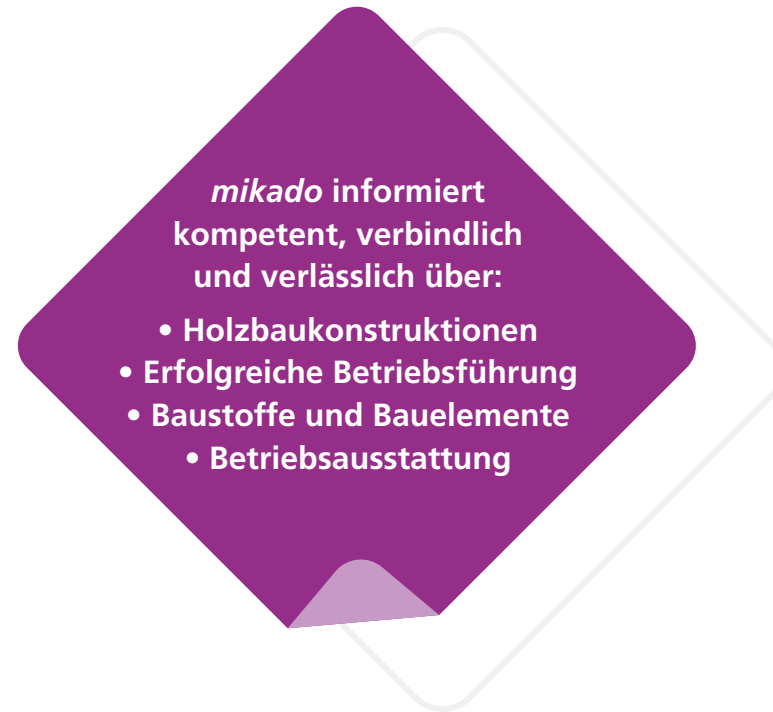 mikado informiert
kompetent, verbindlich
und verlässlich über:
• Holzbaukonstruktionen
• Erfolgreiche Betriebsführung
• Baustoffe und Bauelemente
• Betriebsausstattung